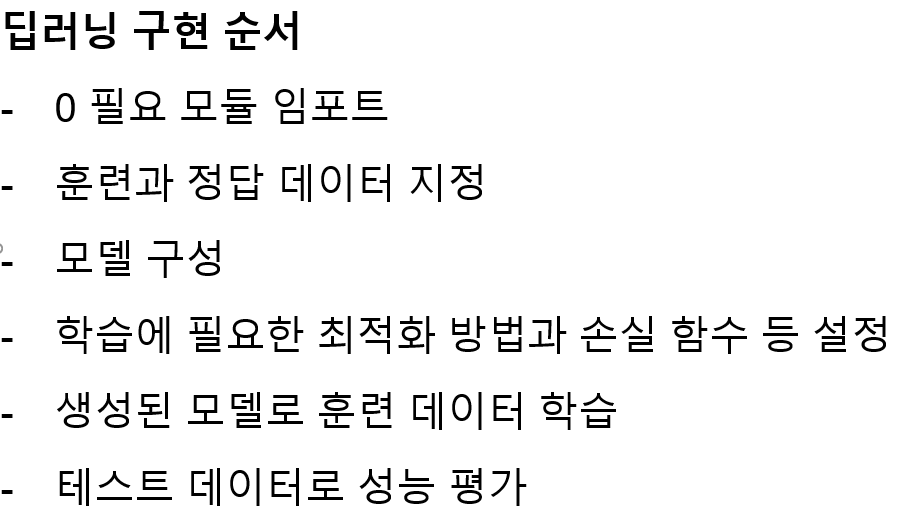 딥러닝 구현 순서
- 0 필요 모듈 임포트
- 훈련과 정답 데이터 지정
- 모델 구성
- 학습에 필요한 최적화 방법과 손실 함수 등 설정
- 생성된 모델로 훈련 데이터 학습
- 테스트 데이터로 성능 평가